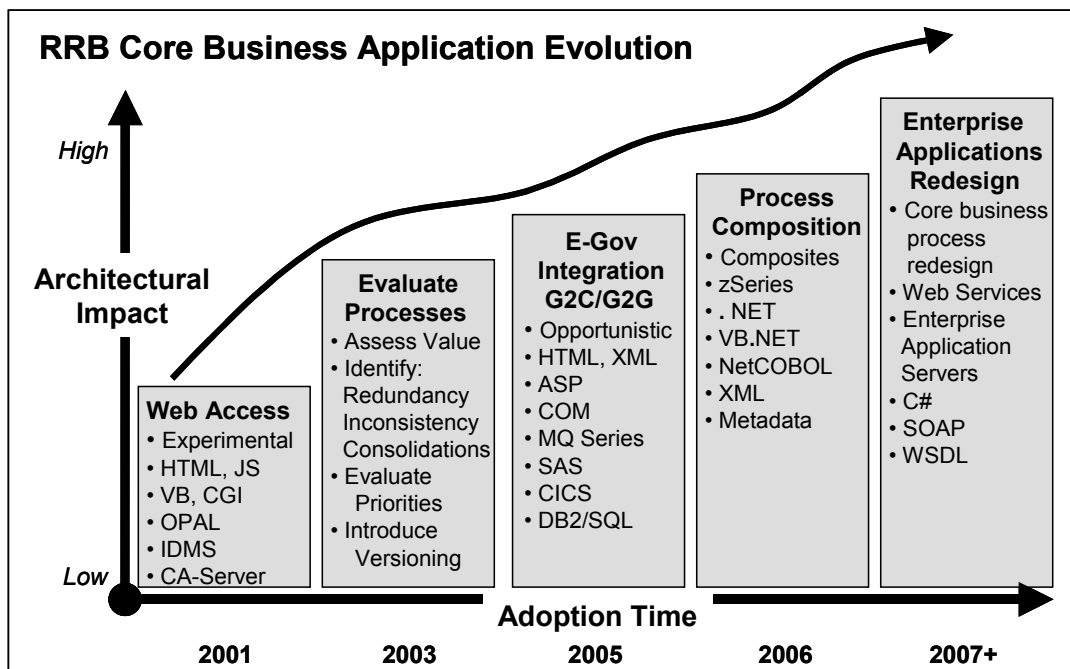 RRB Core Business Application Evolution
High
Architectural
Impact
Low
Web Access
• Experimental
• HTML, JS
• VB, CGI
• OPAL
• IDMS
• CA-Server
Evaluate
Processes
• Assess Value
• Identify:
Redundancy
Inconsistency
Consolidations
• Evaluate
Priorities
• Introduce
Versioning
E-Gov
Integration
G2C/G2G
• Opportunistic
• HTML, XML
• ASP
• COM
• MQ Series
• SAS
• CICS
• DB2/SQL
Process
Composition
• Composites
• zSeries
• . NET
• VB.NET
• NetCOBOL
• XML
• Metadata
Enterprise
Applications
Redesign
• Core business
process
redesign
• Web Services
• Enterprise
Application
Servers
• C#
• SOAP
• WSDL
Adoption Time
2001 2003 2005 2006 2007+